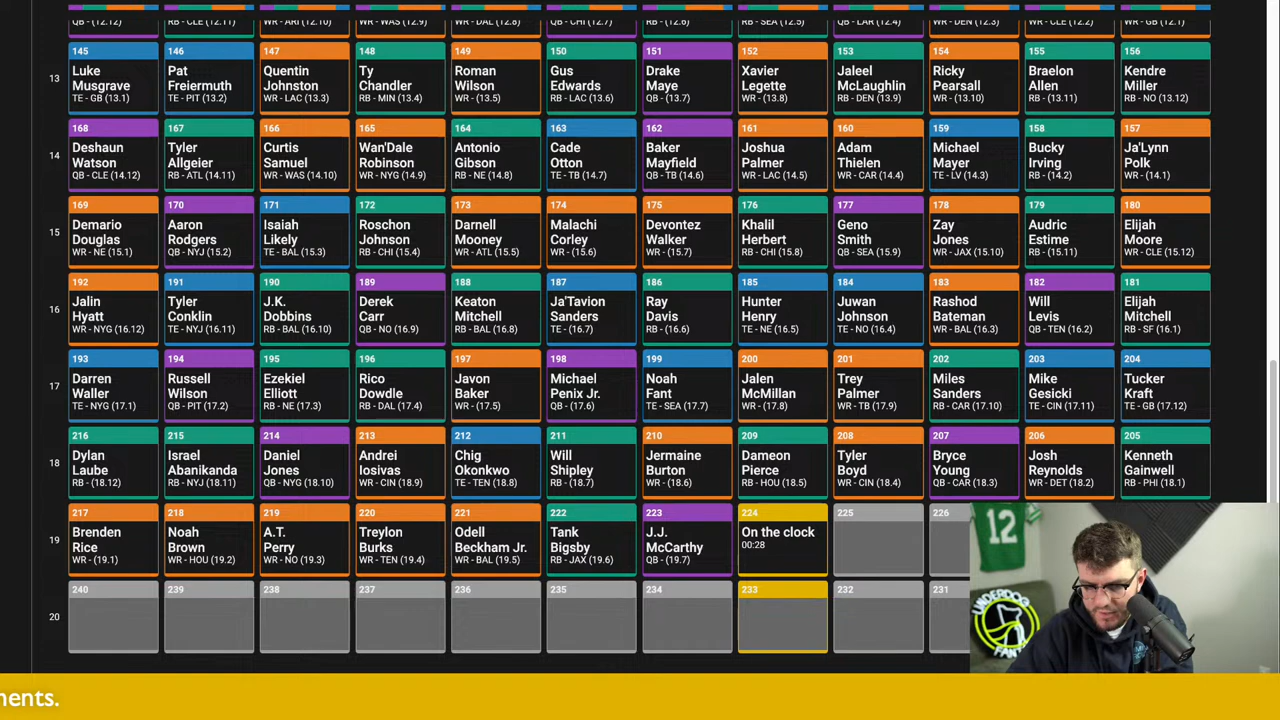 QB - (12.12)
RB - CLE (12.11)
WR - ARI (12.10)
WR - WAS (12.9)
WR - DAL (12.8)
QB - CHI (12.7)
RB - (12.6)
RB - SEA (12.5)
QB - LAR (12.4)
WR - DEN (12.3)
WR - CLE (12.2)
WR - GB (12.1)
13
145
Luke
Musgrave
TE - GB (13.1)
146
Pat
Freiermuth
TE - PIT (13.2)
147
Quentin
Johnston
WR - LAC (13.3)
148
Ty
Chandler
RB - MIN (13.4)
149
Roman
Wilson
WR - (13.5)
150
Gus
Edwards
RB - LAC (13.6)
151
Drake
Maye
QB - (13.7)
152
Xavier
Legette
WR - (13.8)
153
Jaleel
McLaughlin
RB - DEN (13.9)
154
Ricky
Pearsall
WR - (13.10)
155
Braelon
Allen
RB - (13.11)
156
Kendre
Miller
RB - NO (13.12)
14
168
Deshaun
Watson
QB - CLE (14.12)
167
Tyler
Allgeier
RB - ATL (14.11)
166
Curtis
Samuel
WR - WAS (14.10)
165
Wan'Dale
Robinson
WR - NYG (14.9)
164
Antonio
Gibson
RB - NE (14.8)
163
Cade
Otton
TE - TB (14.7)
162
Baker
Mayfield
QB - TB (14.6)
161
Joshua
Palmer
WR - LAC (14.5)
160
Adam
Thielen
WR - CAR (14.4)
159
Michael
Mayer
TE - LV (14.3)
158
Bucky
Irving
RB - (14.2)
157
Ja'Lynn
Polk
WR - (14.1)
15
169
Demario
Douglas
WR - NE (15.1)
170
Aaron
Rodgers
QB - NYJ (15.2)
171
Isaiah
Likely
TE - BAL (15.3)
172
Roschon
Johnson
RB - CHI (15.4)
173
Darnell
Mooney
WR - ATL (15.5)
174
Malachi
Corley
WR - (15.6)
175
Devontez
Walker
WR - (15.7)
176
Khalil
Herbert
RB - CHI (15.8)
177
Geno
Smith
QB - SEA (15.9)
178
Zay
Jones
WR - JAX (15.10)
179
Audric
Estime
RB - (15.11)
180
Elijah
Moore
WR - CLE (15.12)
16
192
Jalin
Hyatt
WR - NYG (16.12)
191
Tyler
Conklin
TE - NYJ (16.11)
190
J.K.
Dobbins
RB - BAL (16.10)
189
Derek
Carr
QB - NO (16.9)
188
Keaton
Mitchell
RB - BAL (16.8)
187
Ja'Tavion
Sanders
TE - (16.7)
186
Ray
Davis
RB - (16.6)
185
Hunter
Henry
TE - NE (16.5)
184
Juwan
Johnson
TE - NO (16.4)
183
Rashod
Bateman
WR - BAL (16.3)
182
Will
Levis
QB - TEN (16.2)
181
Elijah
Mitchell
RB - SF (16.1)
17
193
Darren
Waller
TE - NYG (17.1)
194
Russell
Wilson
QB - PIT (17.2)
195
Ezekiel
Elliott
RB - NE (17.3)
196
Rico
Dowdle
RB - DAL (17.4)
197
Javon
Baker
WR - (17.5)
198
Michael
Penix Jr.
QB - (17.6)
199
Noah
Fant
TE - SEA (17.7)
200
Jalen
McMillan
WR - (17.8)
201
Trey
Palmer
WR - TB (17.9)
202
Miles
Sanders
RB - CAR (17.10)
203
Mike
Gesicki
TE - CIN (17.11)
204
Tucker
Kraft
TE - GB (17.12)
18
216
Dylan
Laube
RB - (18.12)
215
Israel
Abanikanda
RB - NYJ (18.11)
214
Daniel
Jones
QB - NYG (18.10)
213
Andrei
Iosivas
WR - CIN (18.9)
212
Chig
Okonkwo
TE - TEN (18.8)
211
Will
Shipley
RB - (18.7)
210
Jermaine
Burton
WR - (18.6)
209
Dameon
Pierce
RB - HOU (18.5)
208
Tyler
Boyd
WR - CIN (18.4)
207
Bryce
Young
QB - CAR (18.3)
206
Josh
Reynolds
WR - DET (18.2)
205
Kenneth
Gainwell
RB - PHI (18.1)
19
217
Brenden
Rice
WR - (19.1)
218
Noah
Brown
WR - HOU (19.2)
219
A.T.
Perry
WR - NO (19.3)
220
Treylon
Burks
WR - TEN (19.4)
221
Odell
Beckham Jr.
WR - BAL (19.5)
222
Tank
Bigsby
RB - JAX (19.6)
223
J.J.
McCarthy
QB - (19.7)
224
On the clock
00:28
225
226
20
240
239
238
237
236
235
234
233
232
231
12
UNDERDOG
FANT
nents.